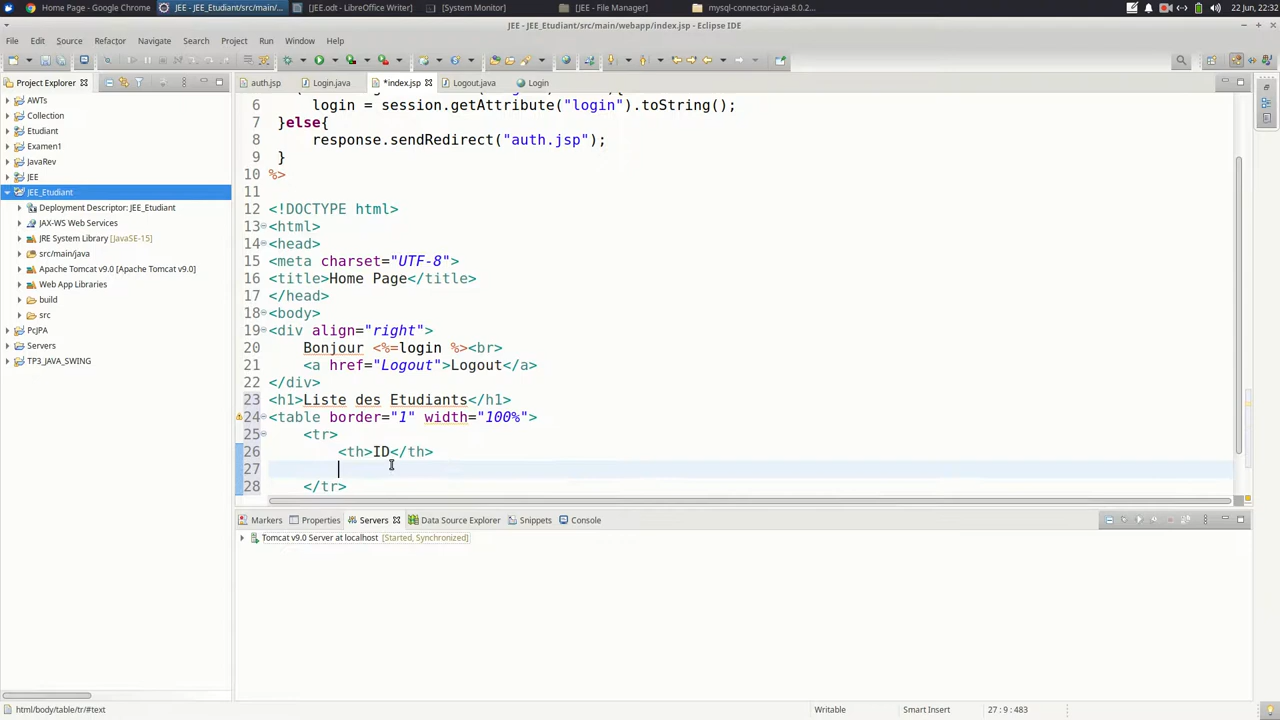 Home Page - Google Chrome
JEE - JEE_Etudiant/src/main/...
[JEE.odt - LibreOffice Writer]
[System Monitor]
[JEE - File Manager]
mysql-connector-java-8.0.2...
22 Jun, 22:32
JEE - JEE_Etudiant/src/main/webapp/index.jsp - Eclipse IDE
File Edit Source Refactor Navigate Search Project Run Window Help
Project Explorer
auth.jsp
Login.java
*index.jsp
Logout.java
Login
AWTs
Collection
Etudiant
Examen1
JavaRev
JEE
JEE_Etudiant
Deployment Descriptor: JEE_Etudiant
JAX-WS Web Services
JRE System Library [JavaSE-15]
src/main/java
Apache Tomcat v9.0 [Apache Tomcat v9.0]
Web App Libraries
build
src
PcJPA
Servers
TP3_JAVA_SWING
6 login = session.getAttribute("login").toString();
7 }else{
8 response.sendRedirect("auth.jsp");
9 }
10 %>
11
12 <!DOCTYPE html>
13 <html>
14 <head>
15 <meta charset="UTF-8">
16 <title>Home Page</title>
17 </head>
18 <body>
19 <div align="right">
20 Bonjour <%=login %><br>
21 <a href="Logout">Logout</a>
22 </div>
23 <h1>Liste des Etudiants</h1>
24 <table border="1" width="100%">
25 <tr>
26 <th>ID</th>
27
28 </tr>
Markers
Properties
Servers
Data Source Explorer
Snippets
Console
Tomcat v9.0 Server at localhost [Started, Synchronized]
html/body/table/tr/#text
Writable
Smart Insert
27 : 9 : 483